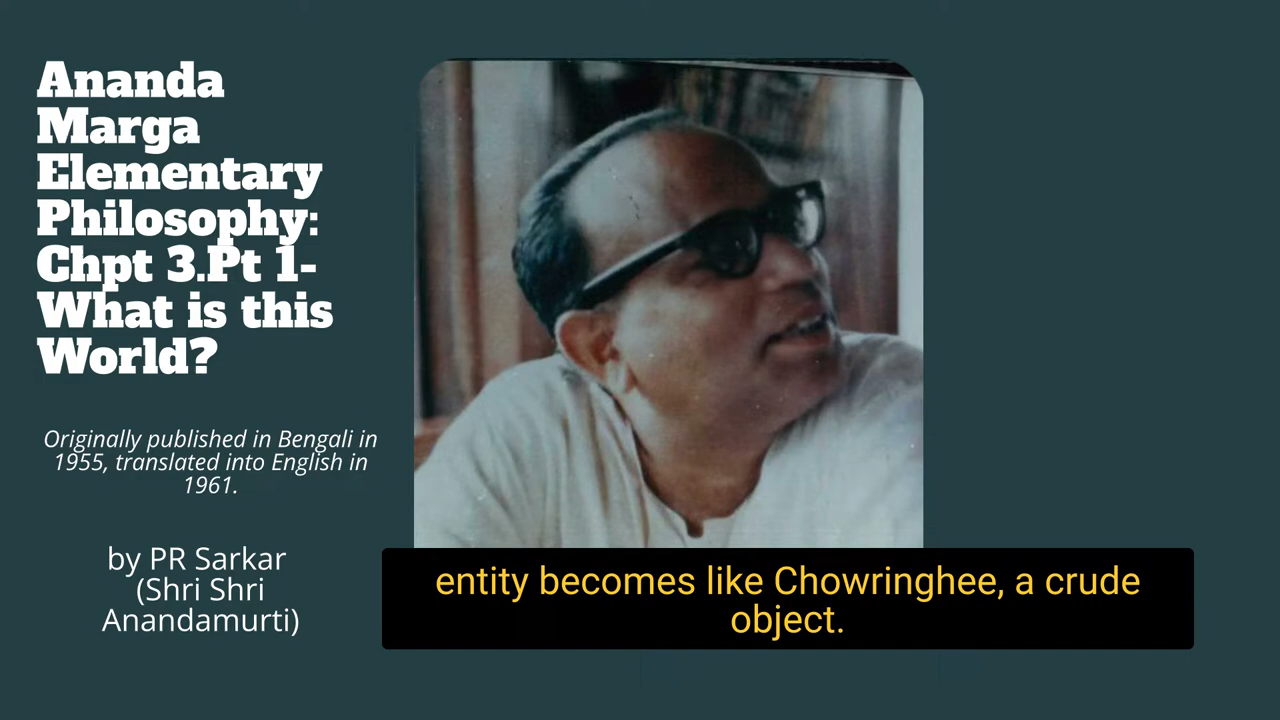 Ananda
Marga
Elementary
Philosophy:
Chpt 3.Pt 1-
What is this
World?
Originally published in Bengali in
1955, translated into English in
1961.
by PR Sarkar
(Shri Shri
Anandamurti)
entity becomes like Chowringhee, a crude
object.